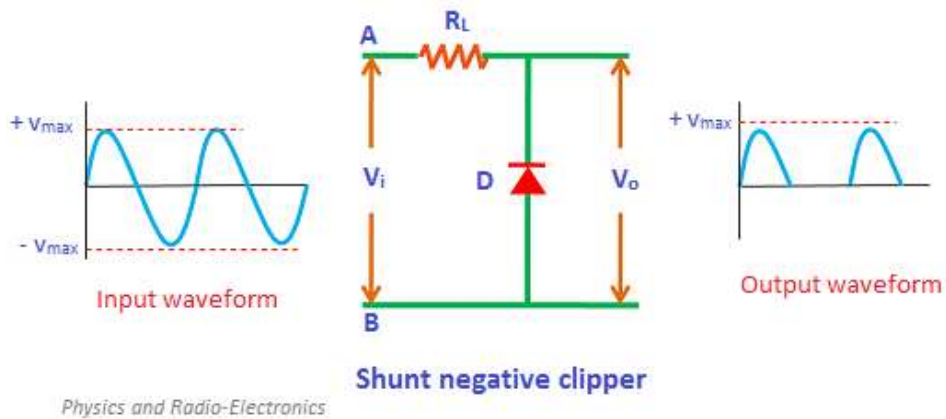 A
RL
+ Vmax
- Vmax
Input waveform
Vi
D
Vo
B
+ Vmax
Output waveform
Shunt negative clipper
Physics and Radio-Electronics